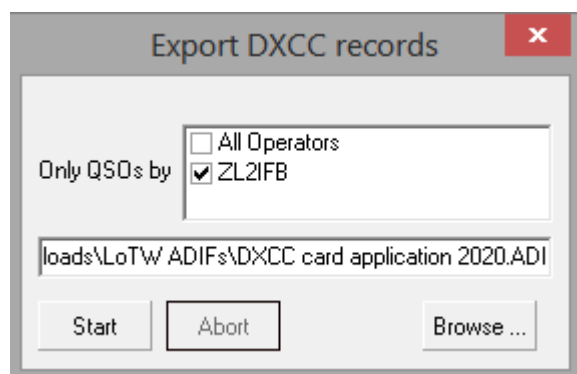 Export DXCC records
All Operators
Only QSOs by
ZL2IFB
loads\LoTW ADIFs\DXCC card application 2020.ADI
Start
Abort
Browse ...